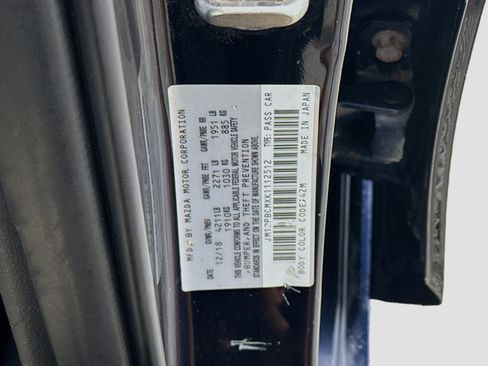 MFD. BY MAZDA MOTOR CORPORATION
DATE GVWR/PNBV GAWR/PNBE FRT GAWR/PNBE RR
12/18 4211LB 2271 LB 1951 LB
1910KG 1030 KG 885 KG
THIS VEHICLE CONFORMS TO ALL APPLICABLE FEDERAL MOTOR VEHICLE SAFETY
,BUMPER,AND THEFT PREVENTION
STANDARDS IN EFFECT ON THE DATE OF MANUFACTURE SHOWN ABOVE.
JM1BPBCMXK1112512 TYPE: PASS CAR
BODY COLOR CODE:42M MADE IN JAPAN